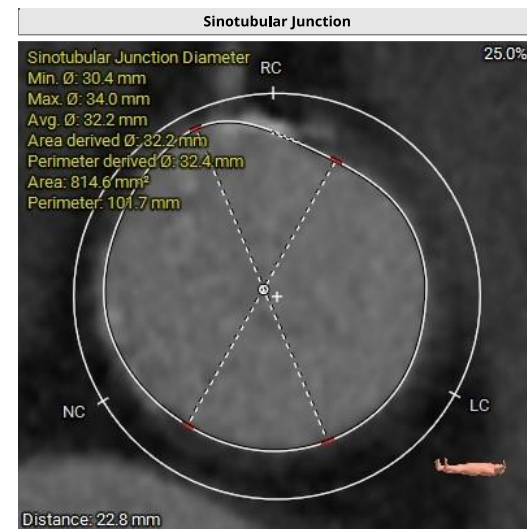 Sinotubular Junction
Sinotubular Junction Diameter
Min. Ø: 30.4 mm
Max. Ø: 34.0 mm
Avg. Ø: 32.2 mm
Area derived Ø: 32.2 mm
Perimeter derived Ø: 32.4 mm
Area: 814.6 mm²
Perimeter: 101.7 mm
RC
25.0%
NC
LC
Distance: 22.8 mm